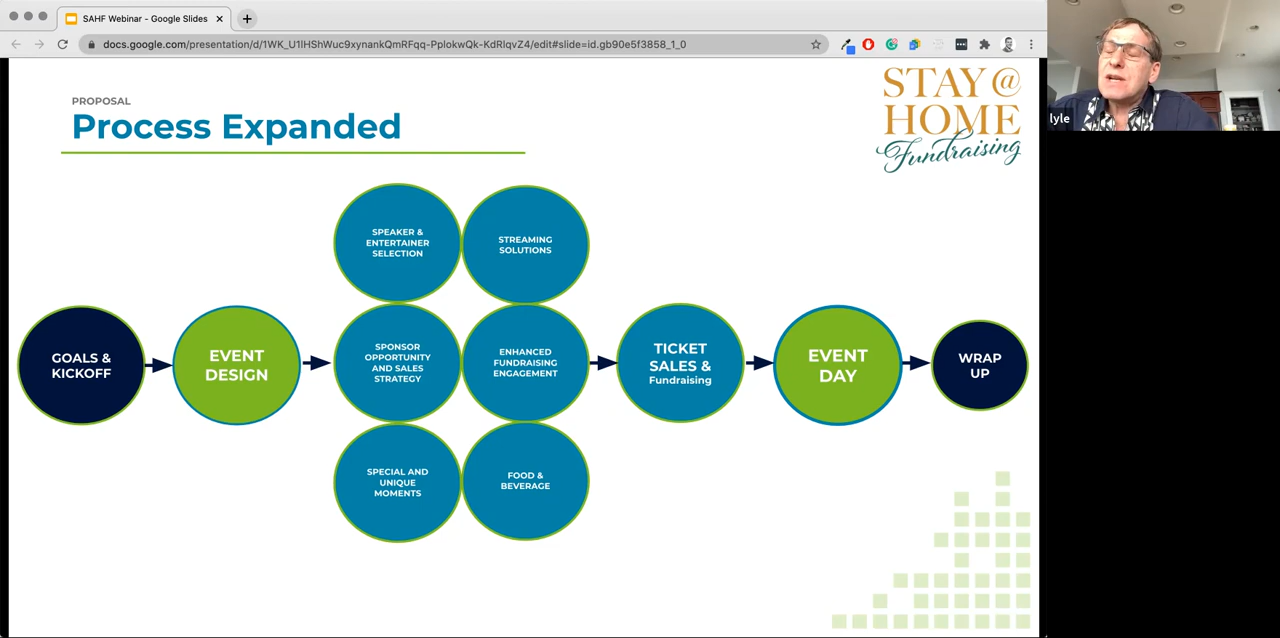 SAHF Webinar - Google Slides
docs.google.com/presentation/d/1WK_U1lHShWuc9xynankQmRFqq-PplokwQk-KdRlqvZ4/edit#slide=id.gb90e5f3858_1_0
PROPOSAL
Process Expanded
STAY @
HOME
Fundraising
lyle
GOALS &
KICKOFF
EVENT
DESIGN
SPEAKER &
ENTERTAINER
SELECTION
STREAMING
SOLUTIONS
SPONSOR
OPPORTUNITY
AND SALES
STRATEGY
ENHANCED
FUNDRAISING
ENGAGEMENT
SPECIAL AND
UNIQUE
MOMENTS
FOOD &
BEVERAGE
TICKET
SALES &
Fundraising
EVENT
DAY
WRAP
UP